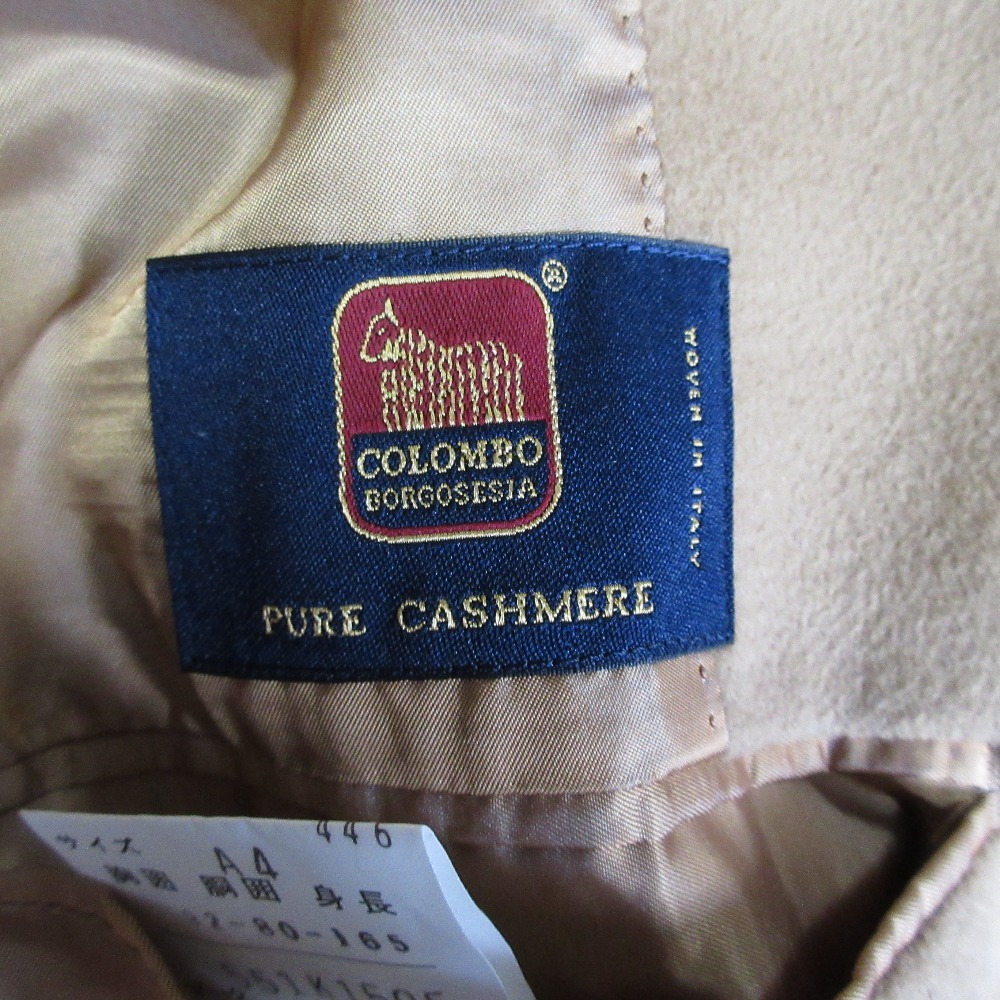 ®
COLOMBO
BORGOSESIA
WOVEN IN ITALY
PURE CASHMERE
446
サイズ
A4
胸囲 胴囲 身長
92-80-165